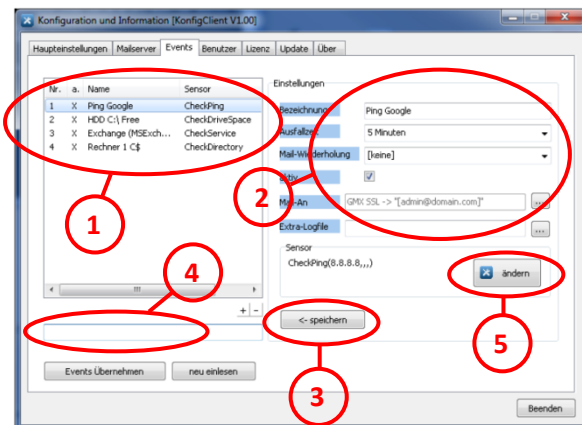 Konfiguration und Information [KonfigClient V1.00]
Haupteinstellungen Mailserver Events Benutzer Lizenz Update Über
Nr. a. Name Sensor
1 X Ping Google CheckPing
2 X HDD C:\ Free CheckDriveSpace
3 X Exchange (MSExch... CheckService
4 X Rechner 1 C$ CheckDirectory
+ -
Events Übernehmen neu einlesen
Einstellungen
Bezeichnung Ping Google
Ausfallzeit 5 Minuten
Mail-Wiederholung [keine]
Aktiv
Mail-An GMX SSL -> "[admin@domain.com]" ...
Extra-Logfile ...
Sensor
CheckPing(8.8.8.8,,,)
ändern
<- speichern
Beenden
1
2
3
4
5